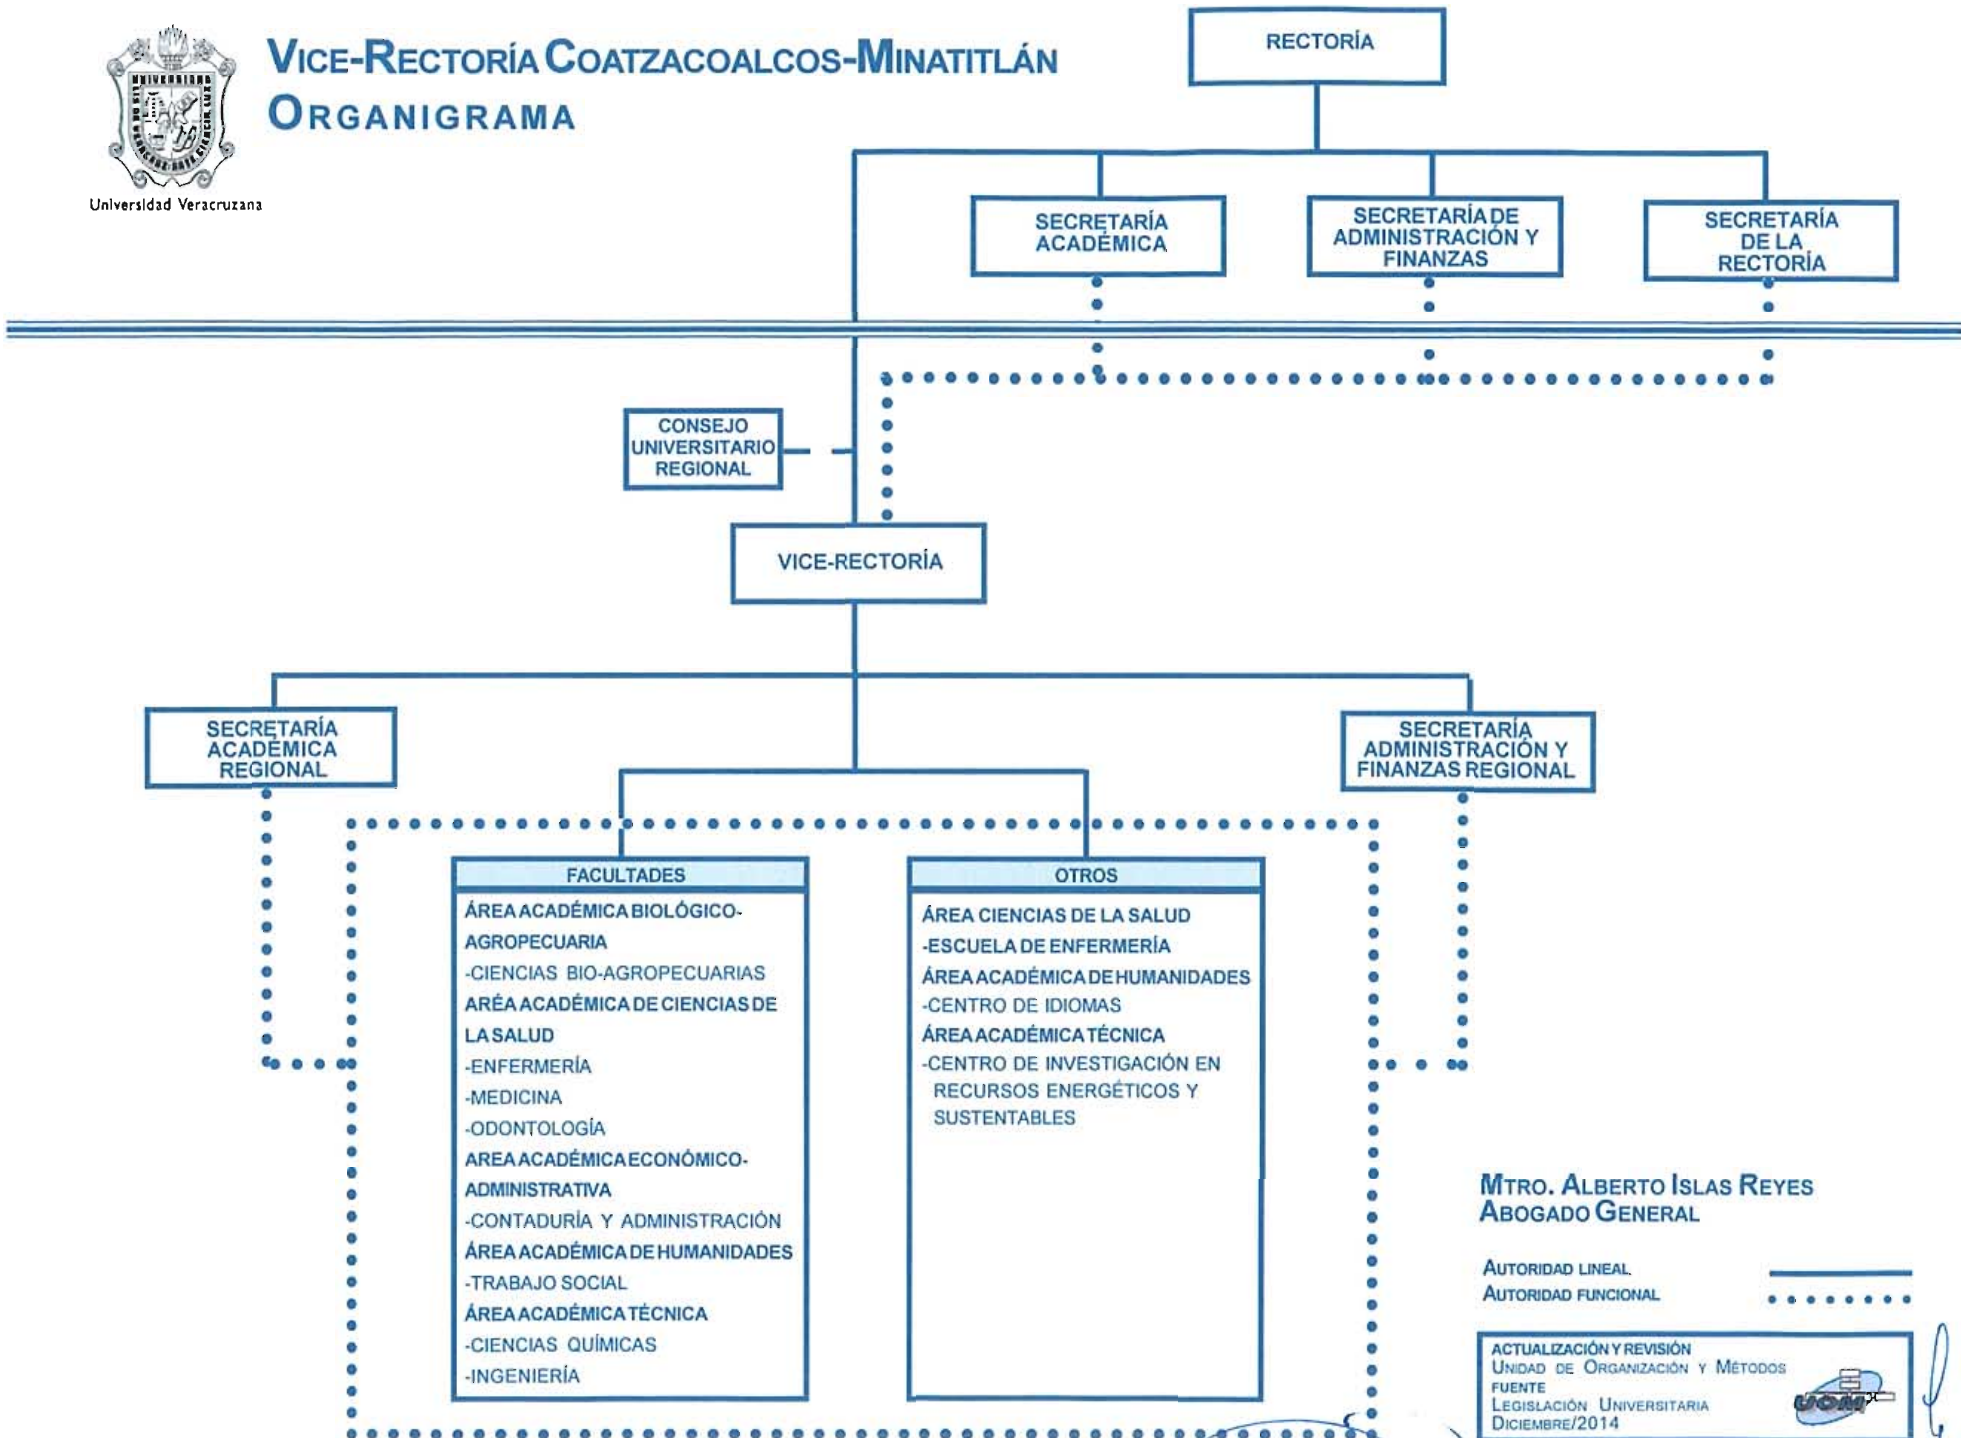 VICE-RECTORÍA COATZACOALCOS-MINATITLÁN
ORGANIGRAMA
Universidad Veracruzana
RECTORÍA
SECRETARÍA
ACADÉMICA
SECRETARÍA DE
ADMINISTRACIÓN Y
FINANZAS
SECRETARÍA
DE LA
RECTORÍA
CONSEJO
UNIVERSITARIO
REGIONAL
VICE-RECTORÍA
SECRETARÍA
ACADÉMICA
REGIONAL
SECRETARÍA
ADMINISTRACIÓN Y
FINANZAS REGIONAL
FACULTADES
ÁREA ACADÉMICA BIOLÓGICO-
AGROPECUARIA
-CIENCIAS BIO-AGROPECUARIAS
ARÉA ACADÉMICA DE CIENCIAS DE
LA SALUD
-ENFERMERÍA
-MEDICINA
-ODONTOLOGÍA
AREA ACADÉMICA ECONÓMICO-
ADMINISTRATIVA
-CONTADURÍA Y ADMINISTRACIÓN
ÁREA ACADÉMICA DE HUMANIDADES
-TRABAJO SOCIAL
ÁREA ACADÉMICA TÉCNICA
-CIENCIAS QUÍMICAS
-INGENIERÍA
OTROS
ÁREA CIENCIAS DE LA SALUD
-ESCUELA DE ENFERMERÍA
ÁREA ACADÉMICA DE HUMANIDADES
-CENTRO DE IDIOMAS
ÁREA ACADÉMICA TÉCNICA
-CENTRO DE INVESTIGACIÓN EN
RECURSOS ENERGÉTICOS Y
SUSTENTABLES
MTRO. ALBERTO ISLAS REYES
ABOGADO GENERAL
AUTORIDAD LINEAL
AUTORIDAD FUNCIONAL
ACTUALIZACIÓN Y REVISIÓN
UNIDAD DE ORGANIZACIÓN Y MÉTODOS
FUENTE
LEGISLACIÓN UNIVERSITARIA
DICIEMBRE/2014
UOM